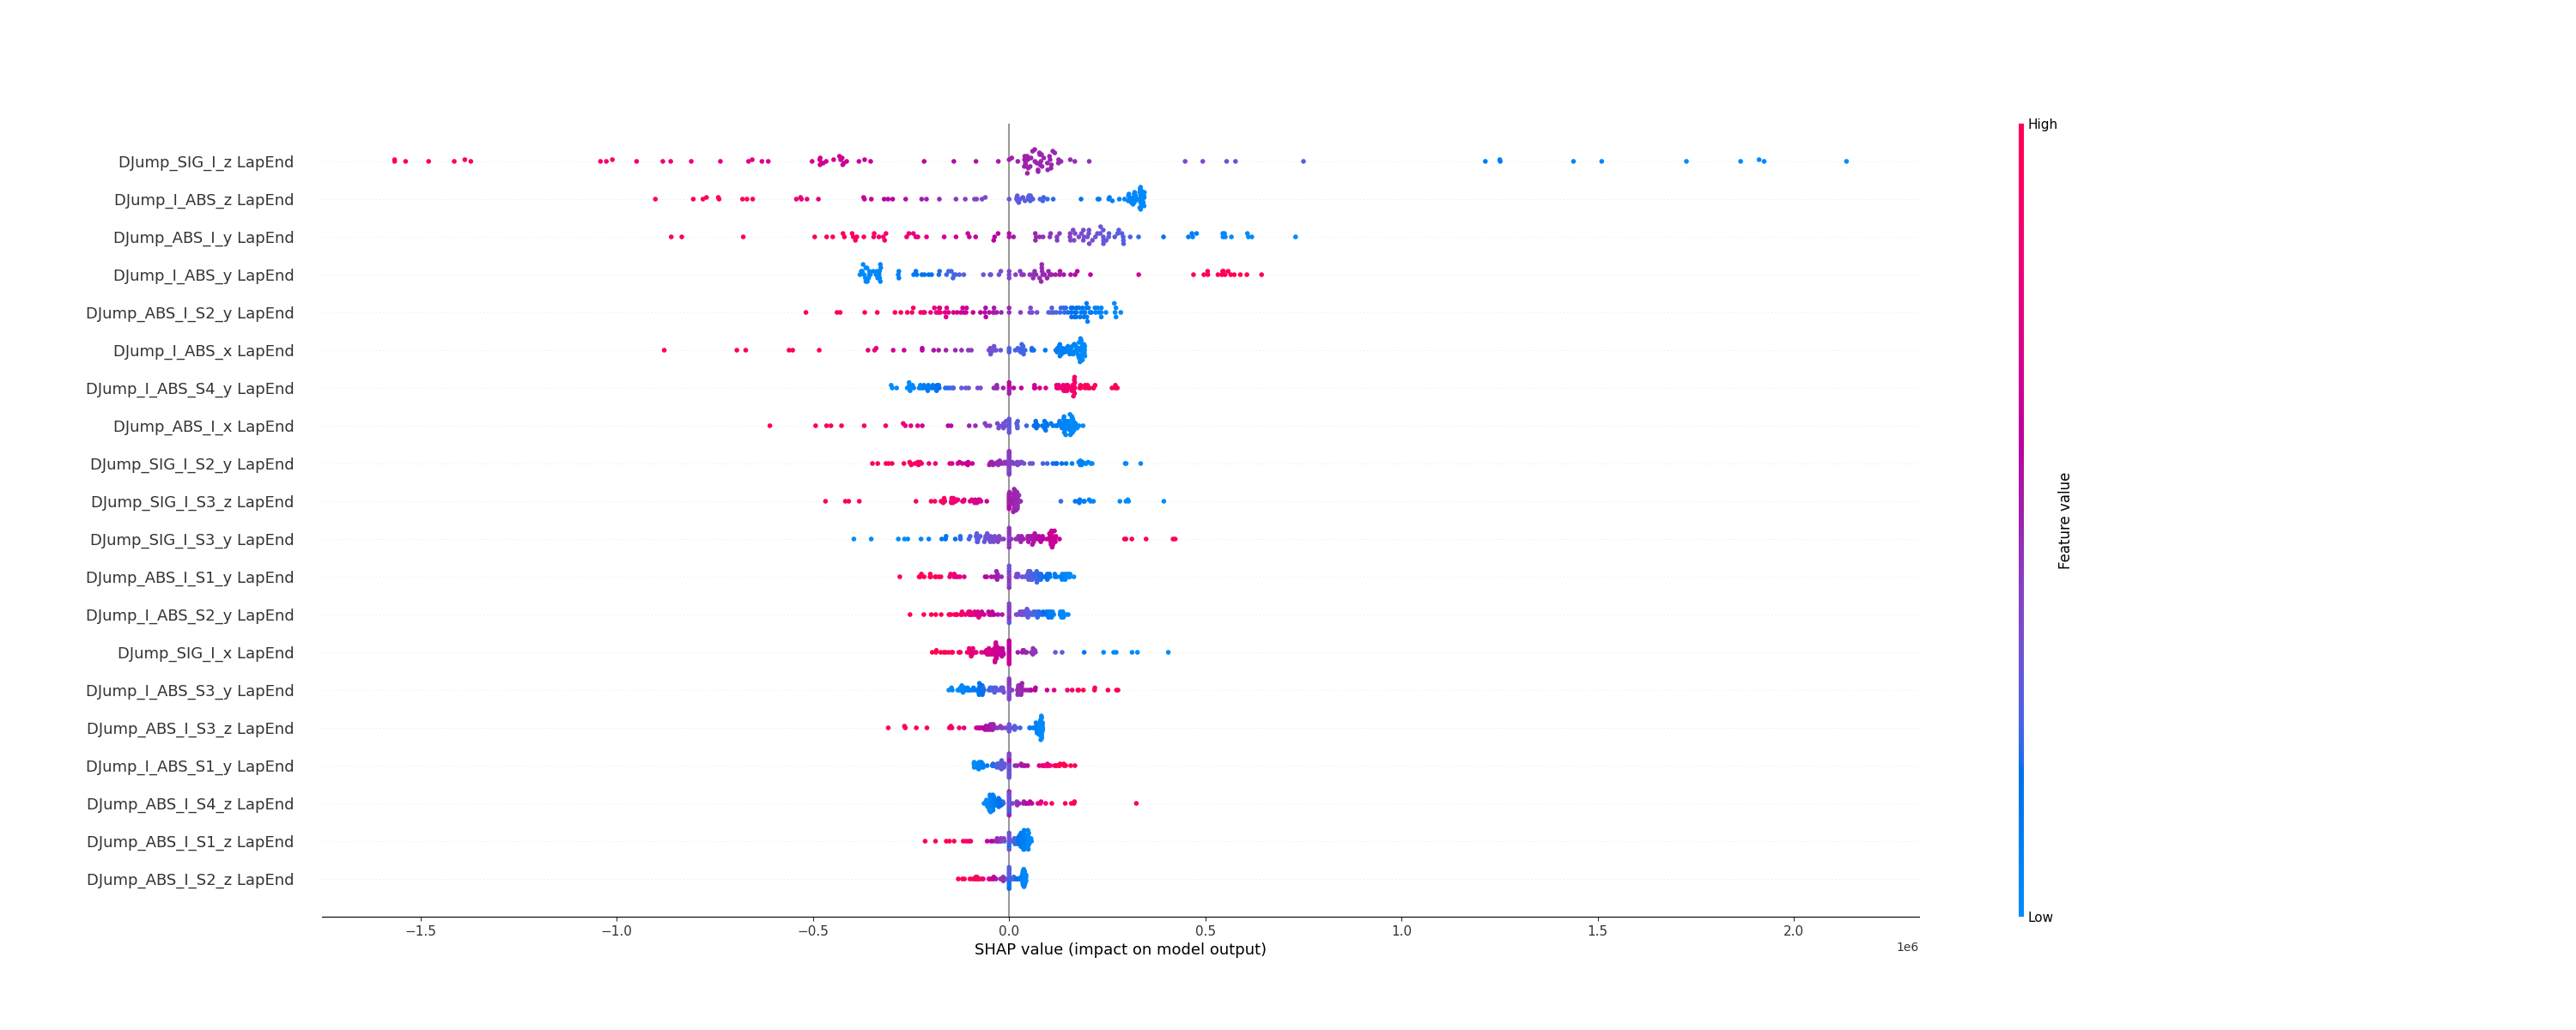 High
DJump_SIG_I_z LapEnd
DJump_I_ABS_z LapEnd
DJump_ABS_I_y LapEnd
DJump_I_ABS_y LapEnd
DJump_ABS_I_S2_y LapEnd
DJump_I_ABS_x LapEnd
DJump_I_ABS_S4_y LapEnd
DJump_ABS_I_x LapEnd
DJump_SIG_I_S2_y LapEnd
DJump_SIG_I_S3_z LapEnd
DJump_SIG_I_S3_y LapEnd
DJump_ABS_I_S1_y LapEnd
DJump_I_ABS_S2_y LapEnd
DJump_SIG_I_x LapEnd
DJump_I_ABS_S3_y LapEnd
DJump_ABS_I_S3_z LapEnd
DJump_I_ABS_S1_y LapEnd
DJump_ABS_I_S4_z LapEnd
DJump_ABS_I_S1_z LapEnd
DJump_ABS_I_S2_z LapEnd
Feature value
Low
−1.5 −1.0 −0.5 0.0 0.5 1.0 1.5 2.0
1e6
SHAP value (impact on model output)